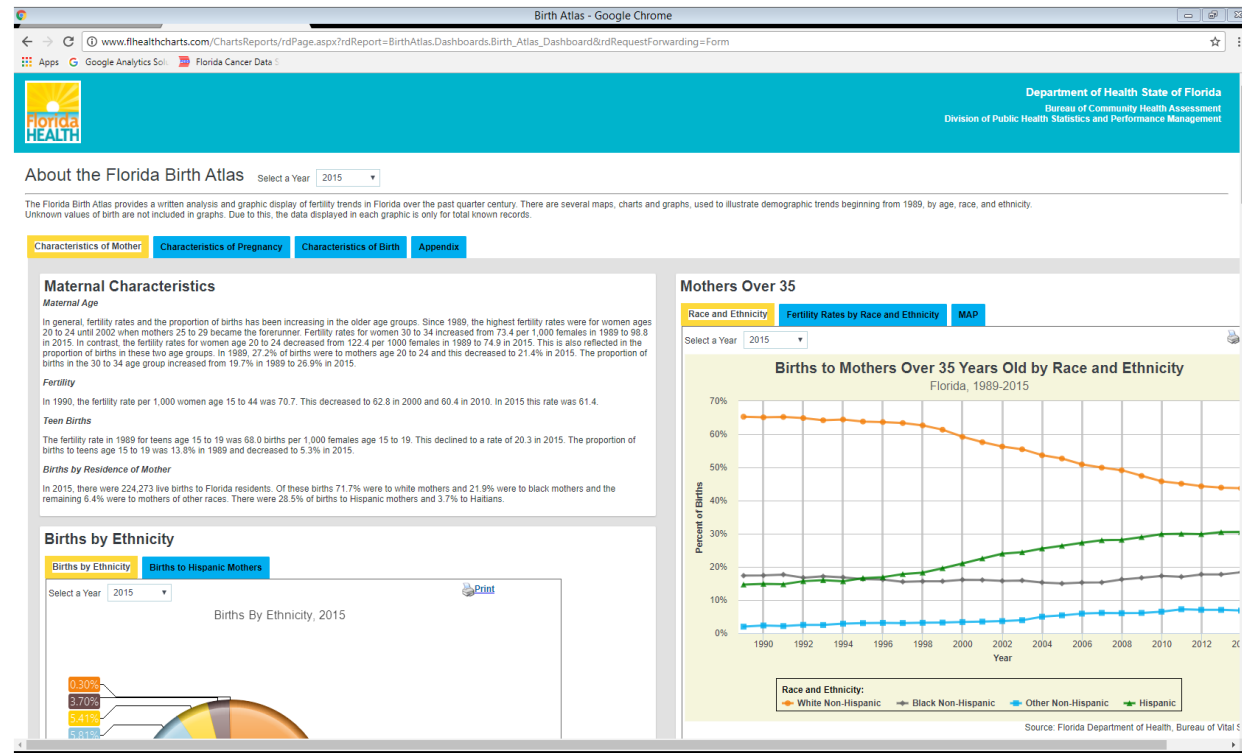 Birth Atlas - Google Chrome
www.flhealthcharts.com/ChartsReports/rdPage.aspx?rdReport=BirthAtlas.Dashboards.Birth_Atlas_Dashboard&rdRequestForwarding=Form
Apps Google Analytics Sol Florida Cancer Data S
Florida
HEALTH
Department of Health State of Florida
Bureau of Community Health Assessment
Division of Public Health Statistics and Performance Management
About the Florida Birth Atlas Select a Year 2015
The Florida Birth Atlas provides a written analysis and graphic display of fertility trends in Florida over the past quarter century. There are several maps, charts and graphs, used to illustrate demographic trends beginning from 1989, by age, race, and ethnicity.
Unknown values of birth are not included in graphs. Due to this, the data displayed in each graphic is only for total known records.
Characteristics of Mother Characteristics of Pregnancy Characteristics of Birth Appendix
Maternal Characteristics
Maternal Age
In general, fertility rates and the proportion of births has been increasing in the older age groups. Since 1989, the highest fertility rates were for women ages
20 to 24 until 2002 when mothers 25 to 29 became the forerunner. Fertility rates for women 30 to 34 increased from 73.4 per 1,000 females in 1989 to 98.8
in 2015. In contrast, the fertility rates for women age 20 to 24 decreased from 122.4 per 1000 females in 1989 to 74.9 in 2015. This is also reflected in the
proportion of births in these two age groups. In 1989, 27.2% of births were to mothers age 20 to 24 and this decreased to 21.4% in 2015. The proportion of
births in the 30 to 34 age group increased from 19.7% in 1989 to 26.9% in 2015.
Fertility
In 1990, the fertility rate per 1,000 women age 15 to 44 was 70.7. This decreased to 62.8 in 2000 and 60.4 in 2010. In 2015 this rate was 61.4.
Teen Births
The fertility rate in 1989 for teens age 15 to 19 was 68.0 births per 1,000 females age 15 to 19. This declined to a rate of 20.3 in 2015. The proportion of
births to teens age 15 to 19 was 13.8% in 1989 and decreased to 5.3% in 2015.
Births by Residence of Mother
In 2015, there were 224,273 live births to Florida residents. Of these births 71.7% were to white mothers and 21.9% were to black mothers and the
remaining 6.4% were to mothers of other races. There were 28.5% of births to Hispanic mothers and 3.7% to Haitians.
Births by Ethnicity
Births by Ethnicity Births to Hispanic Mothers
Select a Year 2015 Print
Births By Ethnicity, 2015
0.30%
3.70%
5.41%
5.81%
Mothers Over 35
Race and Ethnicity Fertility Rates by Race and Ethnicity MAP
Select a Year 2015
Births to Mothers Over 35 Years Old by Race and Ethnicity
Florida, 1989-2015
Percent of Births
70%
60%
50%
40%
30%
20%
10%
0%
1990 1992 1994 1996 1998 2000 2002 2004 2006 2008 2010 2012 20
Year
Race and Ethnicity:
White Non-Hispanic Black Non-Hispanic Other Non-Hispanic Hispanic
Source: Florida Department of Health, Bureau of Vital S